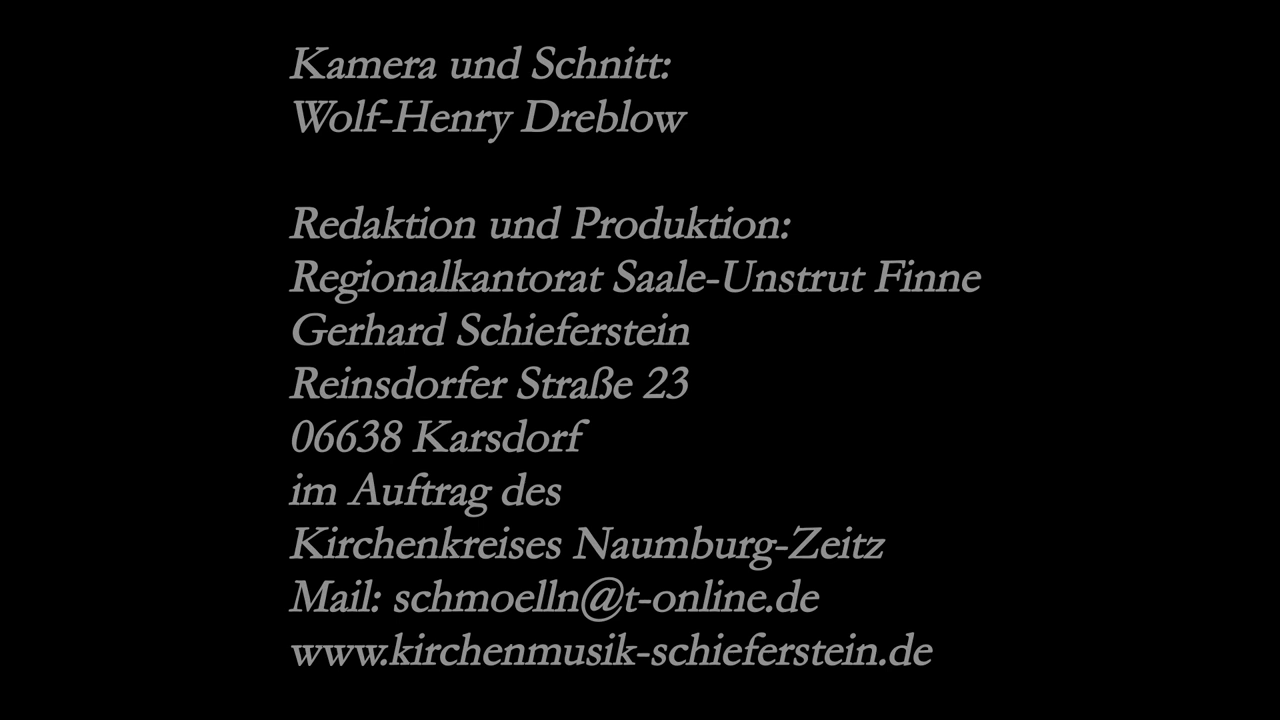 Kamera und Schnitt:
Wolf-Henry Dreblow
Redaktion und Produktion:
Regionalkantorat Saale-Unstrut Finne
Gerhard Schieferstein
Reinsdorfer Straße 23
06638 Karsdorf
im Auftrag des
Kirchenkreises Naumburg-Zeitz
Mail: schmoelln@t-online.de
www.kirchenmusik-schieferstein.de